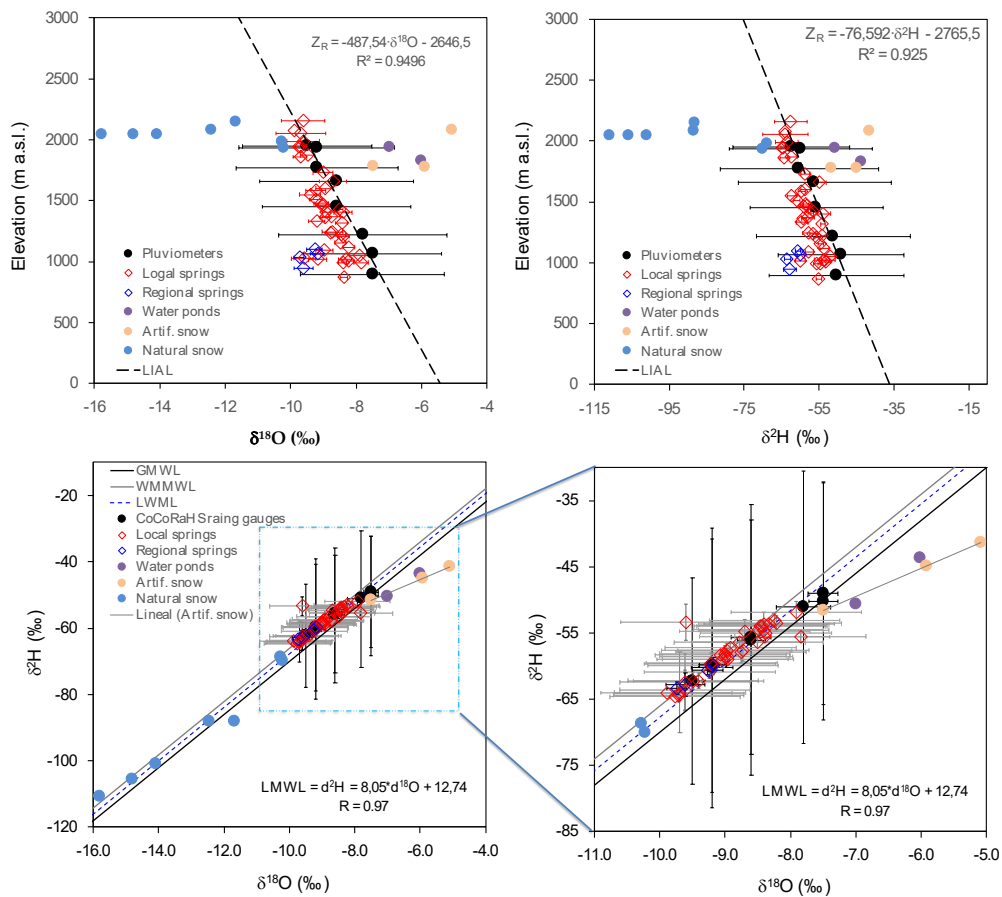 Z_R = -487,54·δ¹⁸O - 2646,5
R² = 0.9496
3000
2500
2000
1500
1000
500
0
Elevation (m a.s.l.)
Pluviometers
Logal springs
Regional springs
Water ponds
Artif. snow
Natural snow
LIAL
-16
-14
-12
-10
-8
-6
-4
δ¹⁸O (‰)
Z_R = -76,592·δ²H - 2765,5
R² = 0.925
3000
2500
2000
1500
1000
500
0
Elevation (m a.s.l.)
Pluviometers
Local springs
Regional springs
Water ponds
Artif. snow
Natural snow
LIAL
-115
-95
-75
-55
-35
-15
δ²H (‰)
GMWL
WMMWL
LWML
CoCoRaHS raing gauges
Local springs
Regional springs
Water ponds
Artif. snow
Natural snow
Lineal (Artif. snow)
-20
-40
-60
-80
-100
-120
δ²H (‰)
LMWL = d²H = 8,05*d¹⁸O + 12,74
R = 0.97
-16.0
-14.0
-12.0
-10.0
-8.0
-6.0
-4.0
δ¹⁸O (‰)
-35
-45
-55
-65
-75
-85
δ²H (‰)
LMWL = d²H = 8,05*d¹⁸O + 12,74
R = 0.97
-11.0
-10.0
-9.0
-8.0
-7.0
-6.0
-5.0
δ¹⁸O (‰)